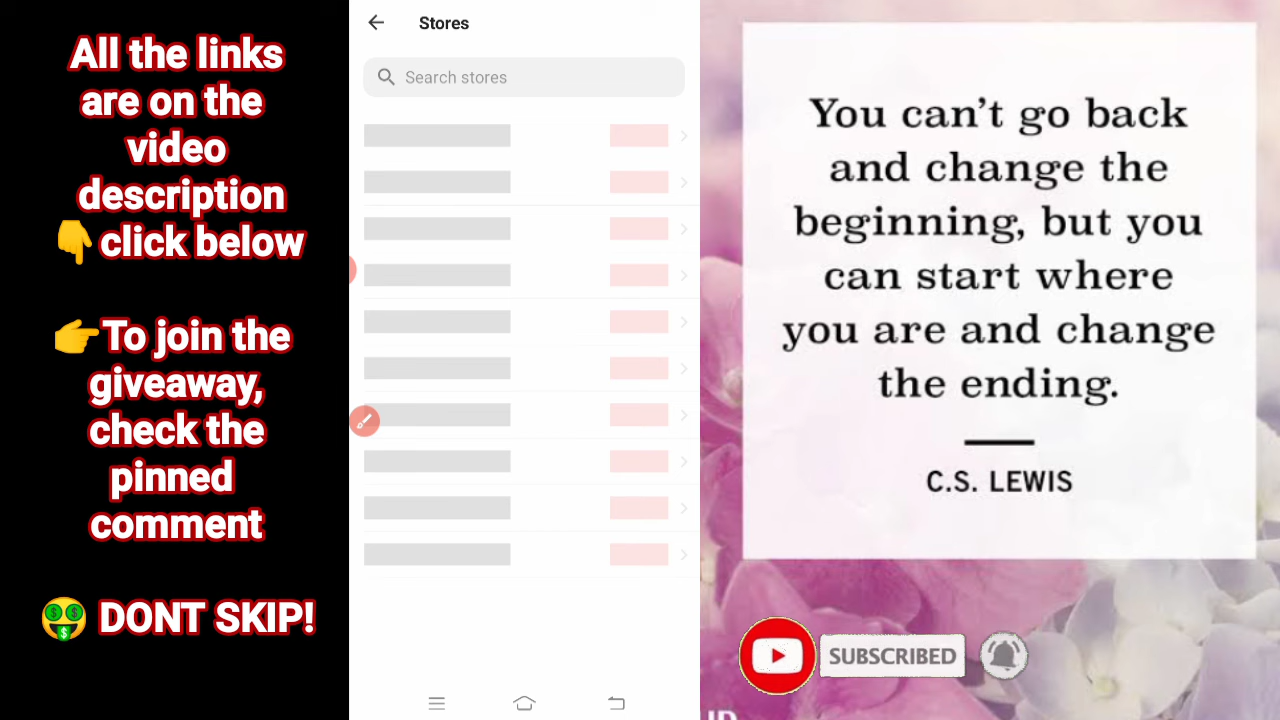 All the links
are on the
video
description
👇click below
👉To join the
giveaway,
check the
pinned
comment
🤑 DONT SKIP!
Stores
Search stores
You can’t go back
and change the
beginning, but you
can start where
you are and change
the ending.
C.S. LEWIS
SUBSCRIBED